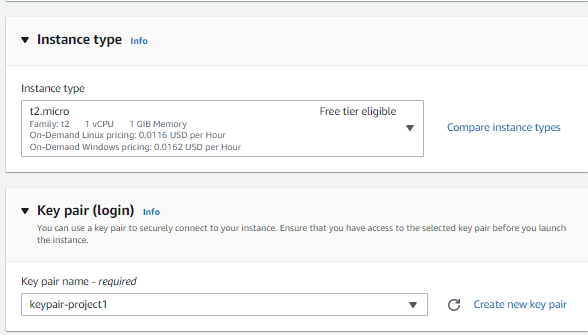 Instance type Info
Instance type
t2.micro Free tier eligible
Family: t2 1 vCPU 1 GiB Memory
On-Demand Linux pricing: 0.0116 USD per Hour
On-Demand Windows pricing: 0.0162 USD per Hour
Compare instance types
Key pair (login) Info
You can use a key pair to securely connect to your instance. Ensure that you have access to the selected key pair before you launch
the instance.
Key pair name - required
keypair-project1
Create new key pair